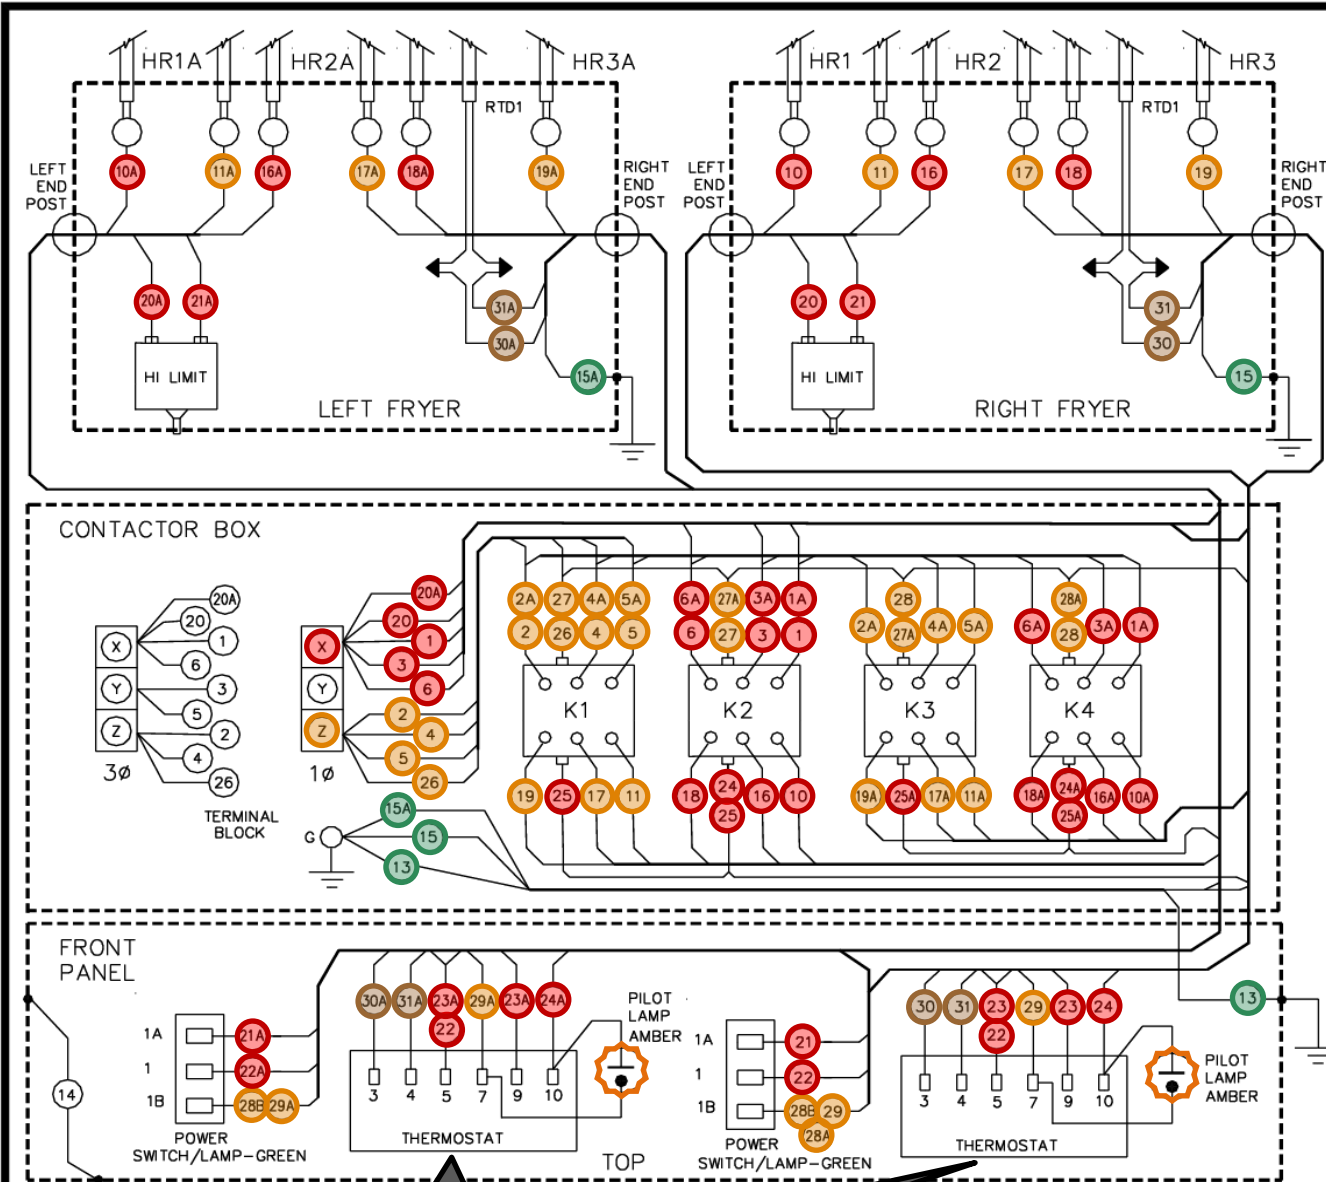 HR1A HR2A HR3A HR1 HR2 HR3
RTD1 RTD1
10A 11A 16A 17A 18A 19A 10 11 16 17 18 19
LEFT
END
POST
RIGHT
END
POST
LEFT
END
POST
RIGHT
END
POST
20A 21A 31A 20 21 31
30A 30
HI LIMIT 15A HI LIMIT 15
LEFT FRYER RIGHT FRYER
CONTACTOR BOX
20A
20
1
6
3
5
2
4
26
X
Y
Z
3ø
TERMINAL
BLOCK
X
Y
Z
1ø
20A
20
1
3
6
2
4
5
26
G
15A
15
13
2A 27 4A 5A 6A 27A 3A 1A 28 28A
2 26 4 5 6 27 3 1 2A 27A 4A 5A 6A 28 3A 1A
K1 K2 K3 K4
19 25 17 11 18 24 16 10 19A 25A 17A 11A 18A 24A 16A 10A
25 25A
FRONT
PANEL
14
1A 21A
1 22A
1B 28B 29A
POWER
SWITCH/LAMP-GREEN
30A 31A 23A 29A 23A 24A
22
3 4 5 7 9 10
THERMOSTAT
PILOT
LAMP
AMBER
TOP
1A 21
1 22
1B 28B 29
28A
POWER
SWITCH/LAMP-GREEN
30 31 23 29 23 24
22
3 4 5 7 9 10
THERMOSTAT
PILOT
LAMP
AMBER
13